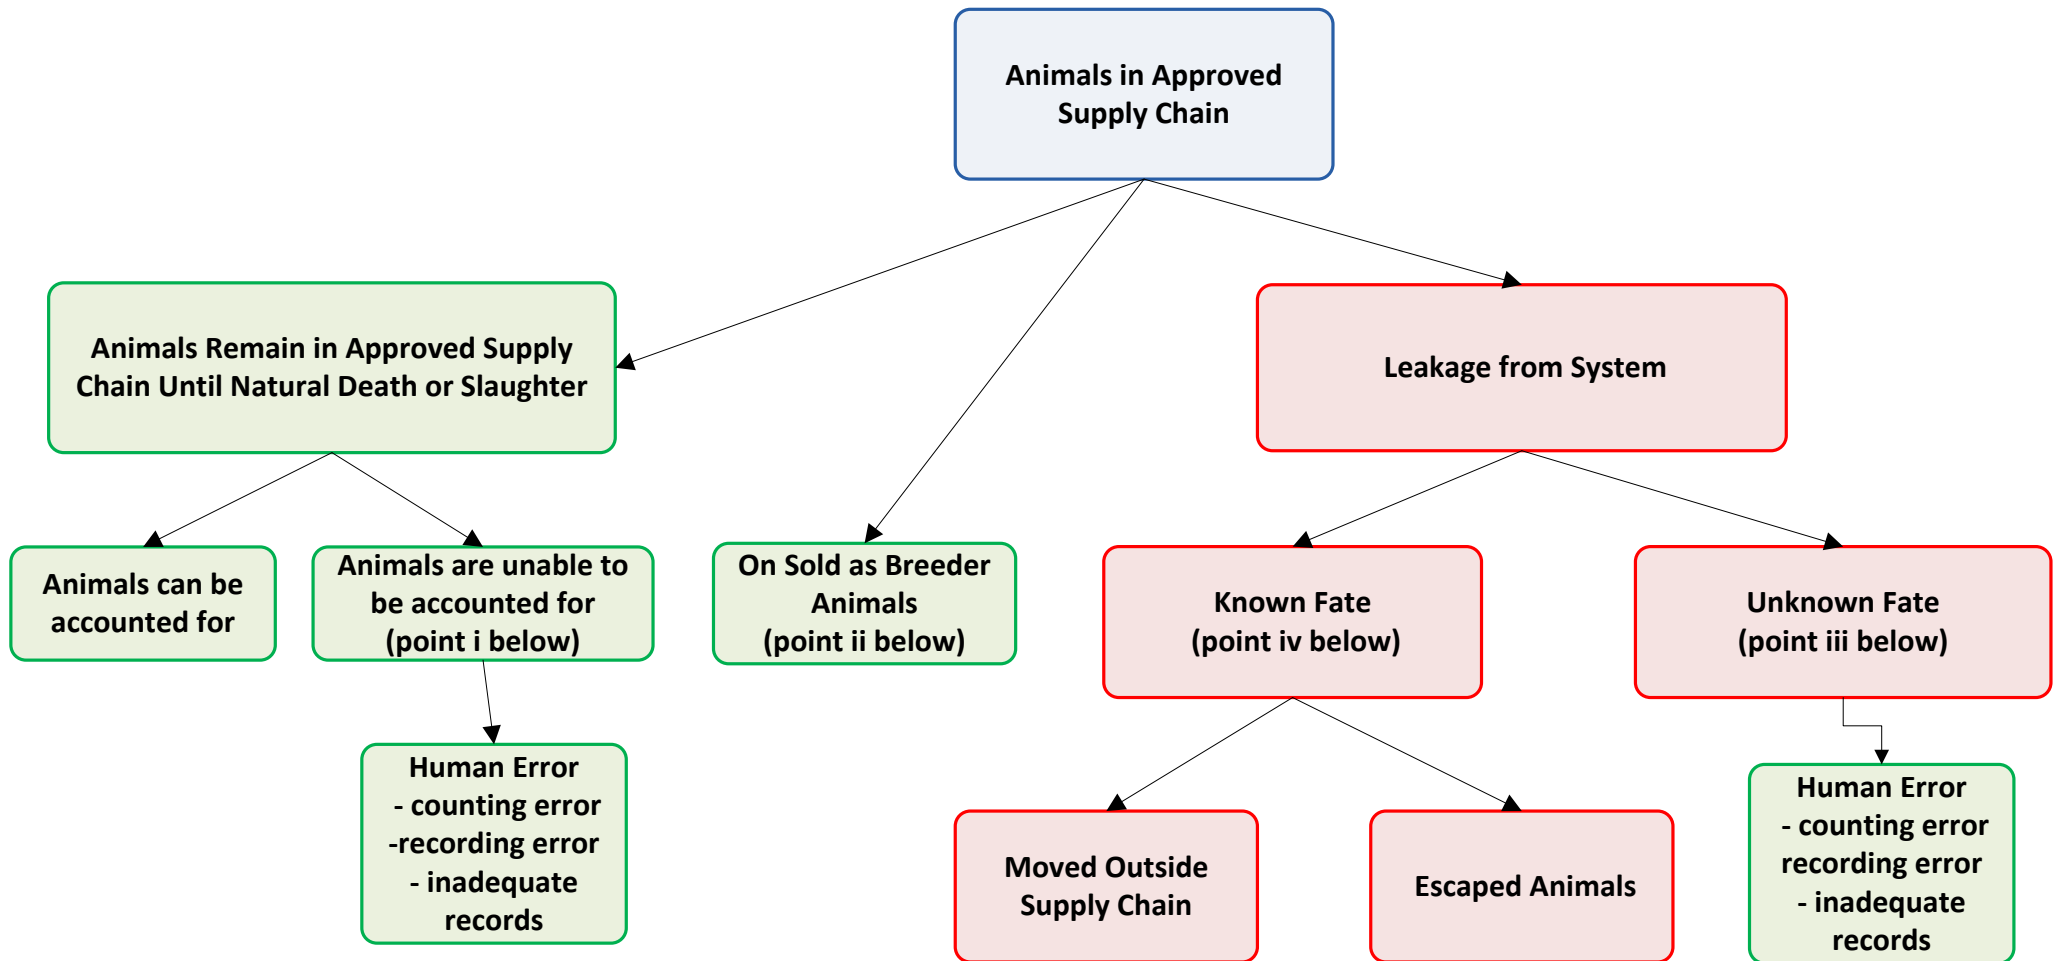 Animals in Approved
Supply Chain
Animals Remain in Approved Supply
Chain Until Natural Death or Slaughter
Leakage from System
Animals can be
accounted for
Animals are unable to
be accounted for
(point i below)
On Sold as Breeder
Animals
(point ii below)
Known Fate
(point iv below)
Unknown Fate
(point iii below)
Human Error
- counting error
-recording error
- inadequate
records
Moved Outside
Supply Chain
Escaped Animals
Human Error
- counting error
recording error
- inadequate
records